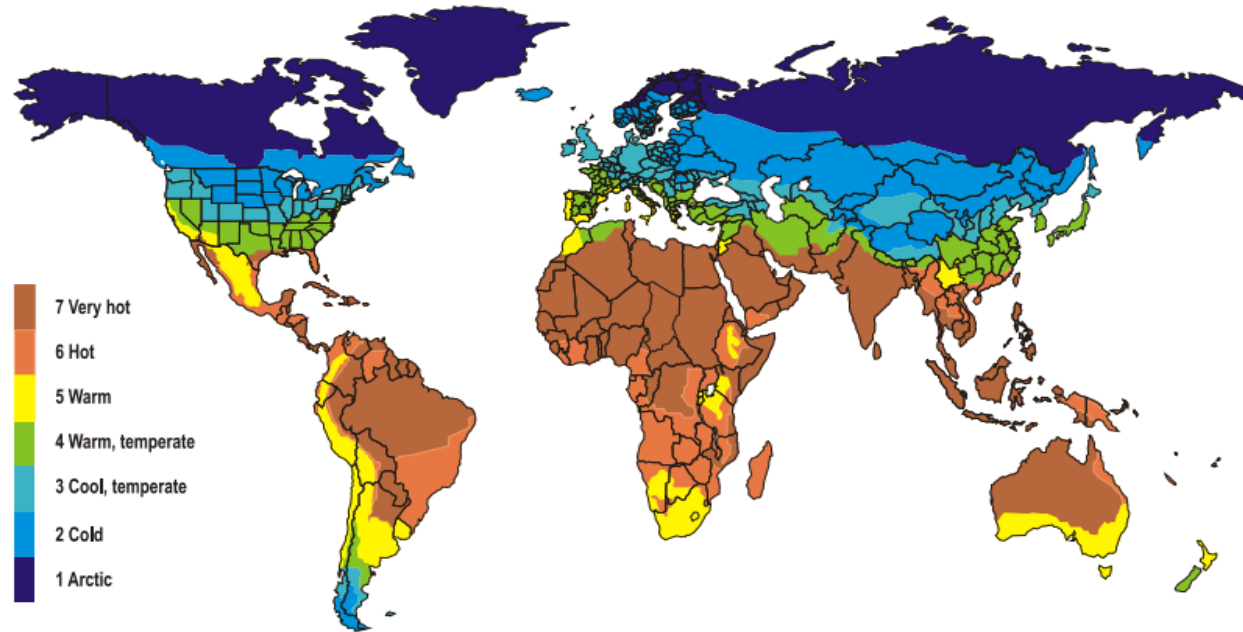 7 Very hot
6 Hot
5 Warm
4 Warm, temperate
3 Cool, temperate
2 Cold
1 Arctic